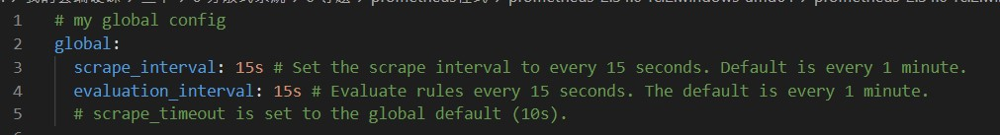 # my global config
global:
scrape_interval: 15s # Set the scrape interval to every 15 seconds. Default is every 1 minute.
evaluation_interval: 15s # Evaluate rules every 15 seconds. The default is every 1 minute.
# scrape_timeout is set to the global default (10s).